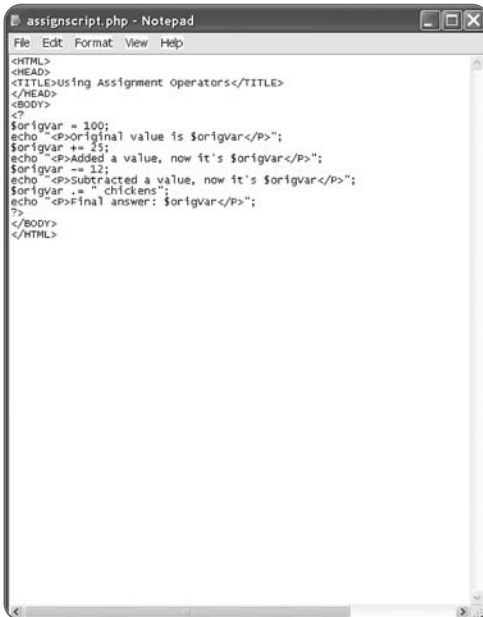 assignscript.php - Notepad
File Edit Format View Help
<HTML>
<HEAD>
<TITLE>Using Assignment Operators</TITLE>
</HEAD>
<BODY>
<?
$origVar = 100;
echo "<P>Original value is $origVar</P>";
$origVar += 25;
echo "<P>Added a value, now it's $origVar</P>";
$origVar -= 12;
echo "<P>Subtracted a value, now it's $origVar</P>";
$origVar .= " chickens";
echo "<P>Final answer: $origVar</P>";
?>
</BODY>
</HTML>